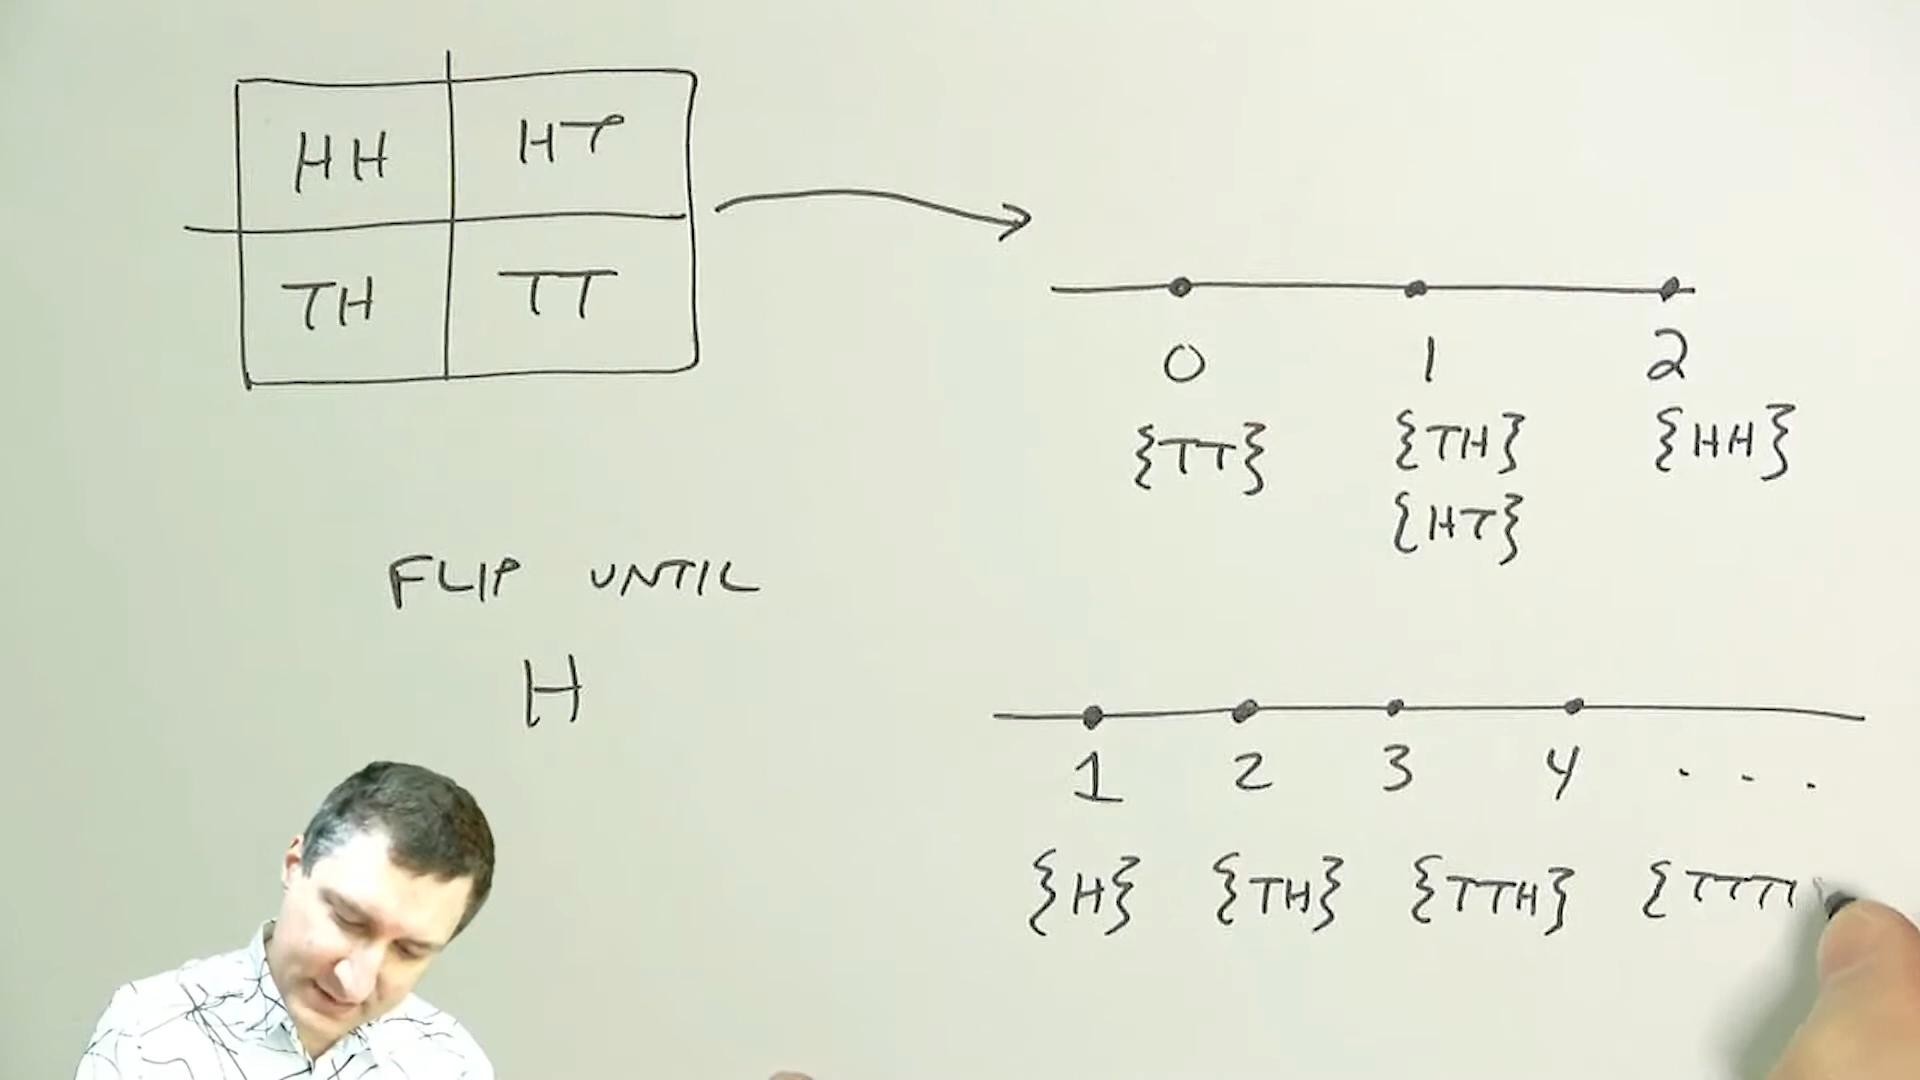 HH HT
TH TT
0 1 2
{TT} {TH} {HH}
{HT}
FLIP UNTIL
H
1 2 3 4 . . .
{H} {TH} {TTH} {TTT